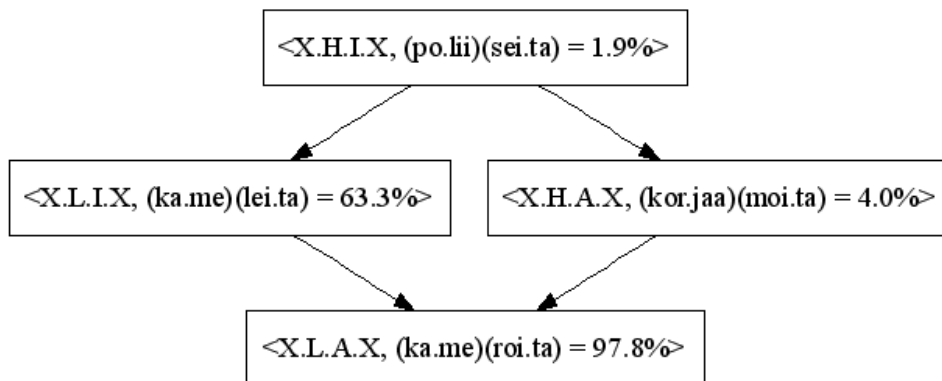 <X.H.I.X, (po.lii)(sei.ta) = 1.9%>
<X.L.I.X, (ka.me)(lei.ta) = 63.3%>
<X.H.A.X, (kor.jaa)(moi.ta) = 4.0%>
<X.L.A.X, (ka.me)(roi.ta) = 97.8%>